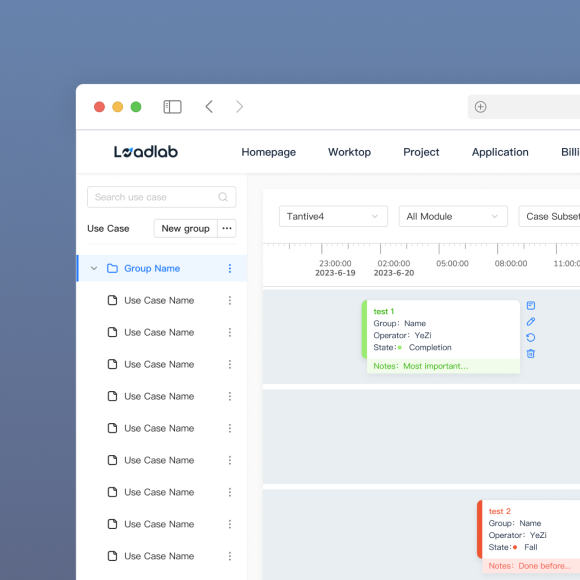 Loadlab
Homepage Worktop Project Application Billi
Search use case
Use Case New group
Group Name
Use Case Name
Use Case Name
Use Case Name
Use Case Name
Use Case Name
Use Case Name
Use Case Name
Use Case Name
Use Case Name
Tantive4 All Module Case Subset
23:00:00 02:00:00 05:00:00 08:00:00 11:00:0
2023-6-19 2023-6-20
test 1
Group: Name
Operator: YeZi
State: Completion
Notes: Most important...
test 2
Group: Name
Operator: YeZi
State: Fall
Notes: Done before...